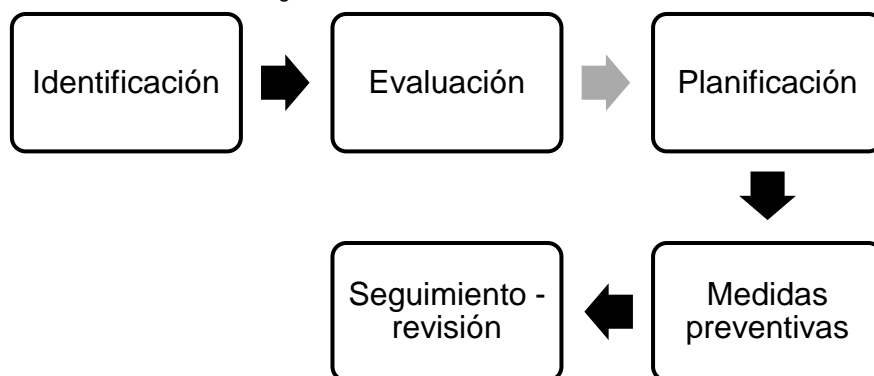 Identificación
Evaluación
Planificación
Medidas
preventivas
Seguimiento -
revisión